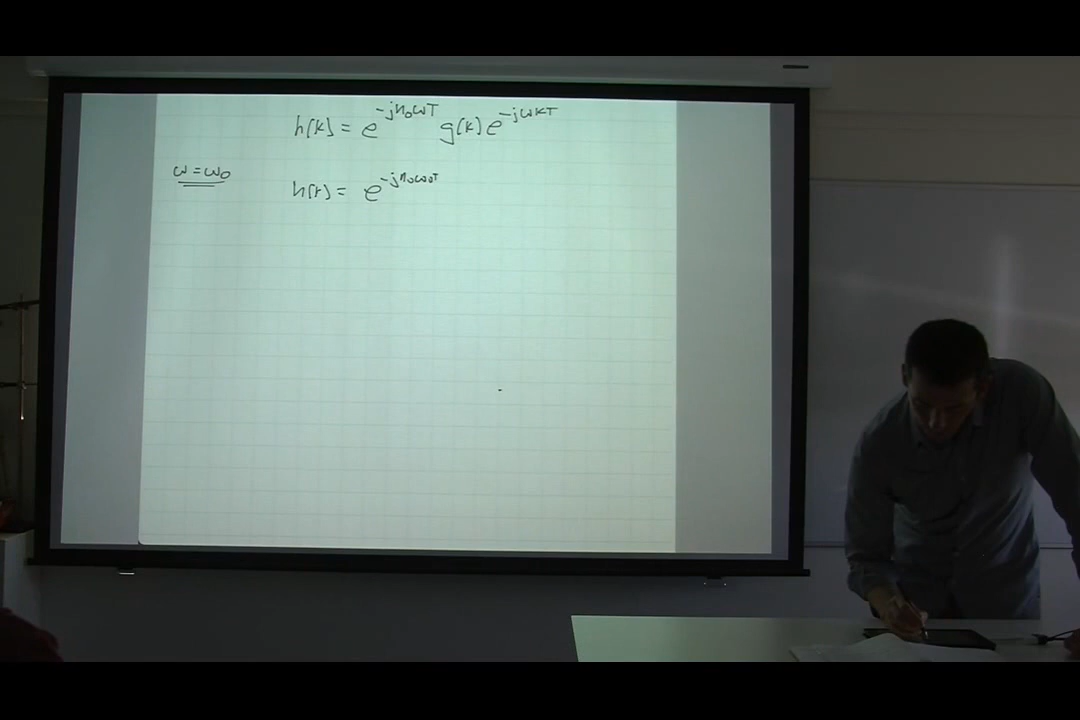 h(k) = e^{-jn₀ωT} g(k) e^{-jωkT}
ω = ω₀
h(k) = e^{-jn₀ω₀T}